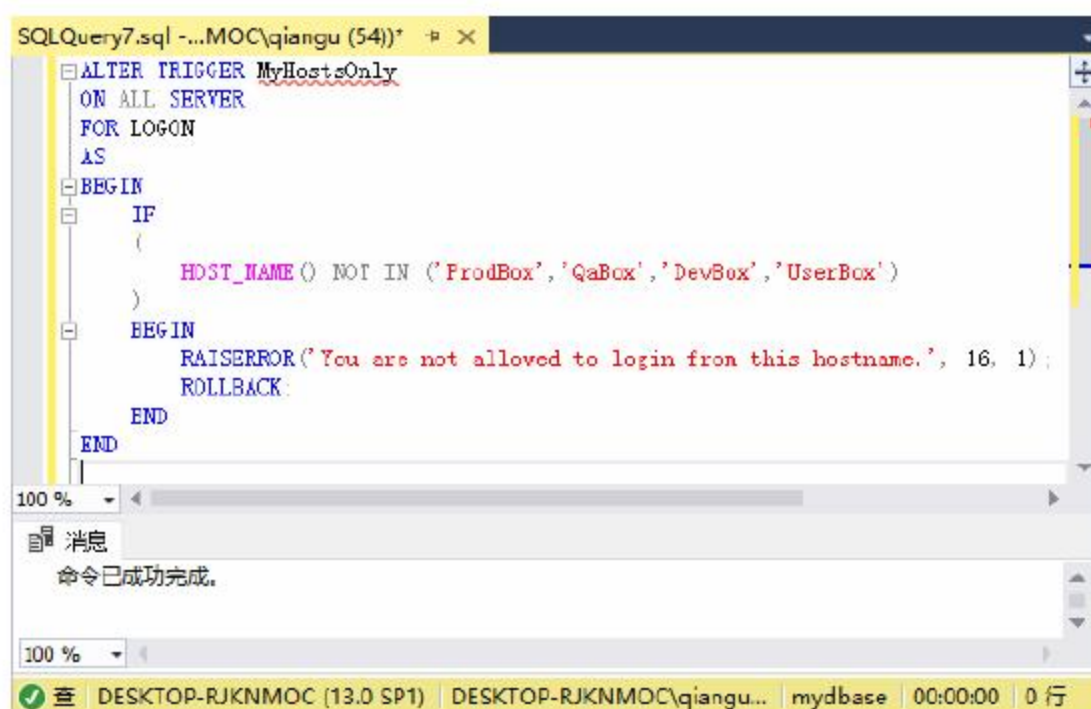 SQLQuery7.sql -...MOC\qiangu (54))*
ALTER TRIGGER MyHostsOnly
ON ALL SERVER
FOR LOGON
AS
BEGIN
IF
(
HOST_NAME() NOT IN ('ProdBox','QaBox','DevBox','UserBox')
)
BEGIN
RAISERROR('You are not alloved to login fron this hostname.', 16, 1);
ROLLBACK;
END
END
100 %
消息
命令已成功完成。
100 %
查 DESKTOP-RJKNMOC (13.0 SP1) DESKTOP-RJKNMOC\qiangu... mydbase 00:00:00 0 行